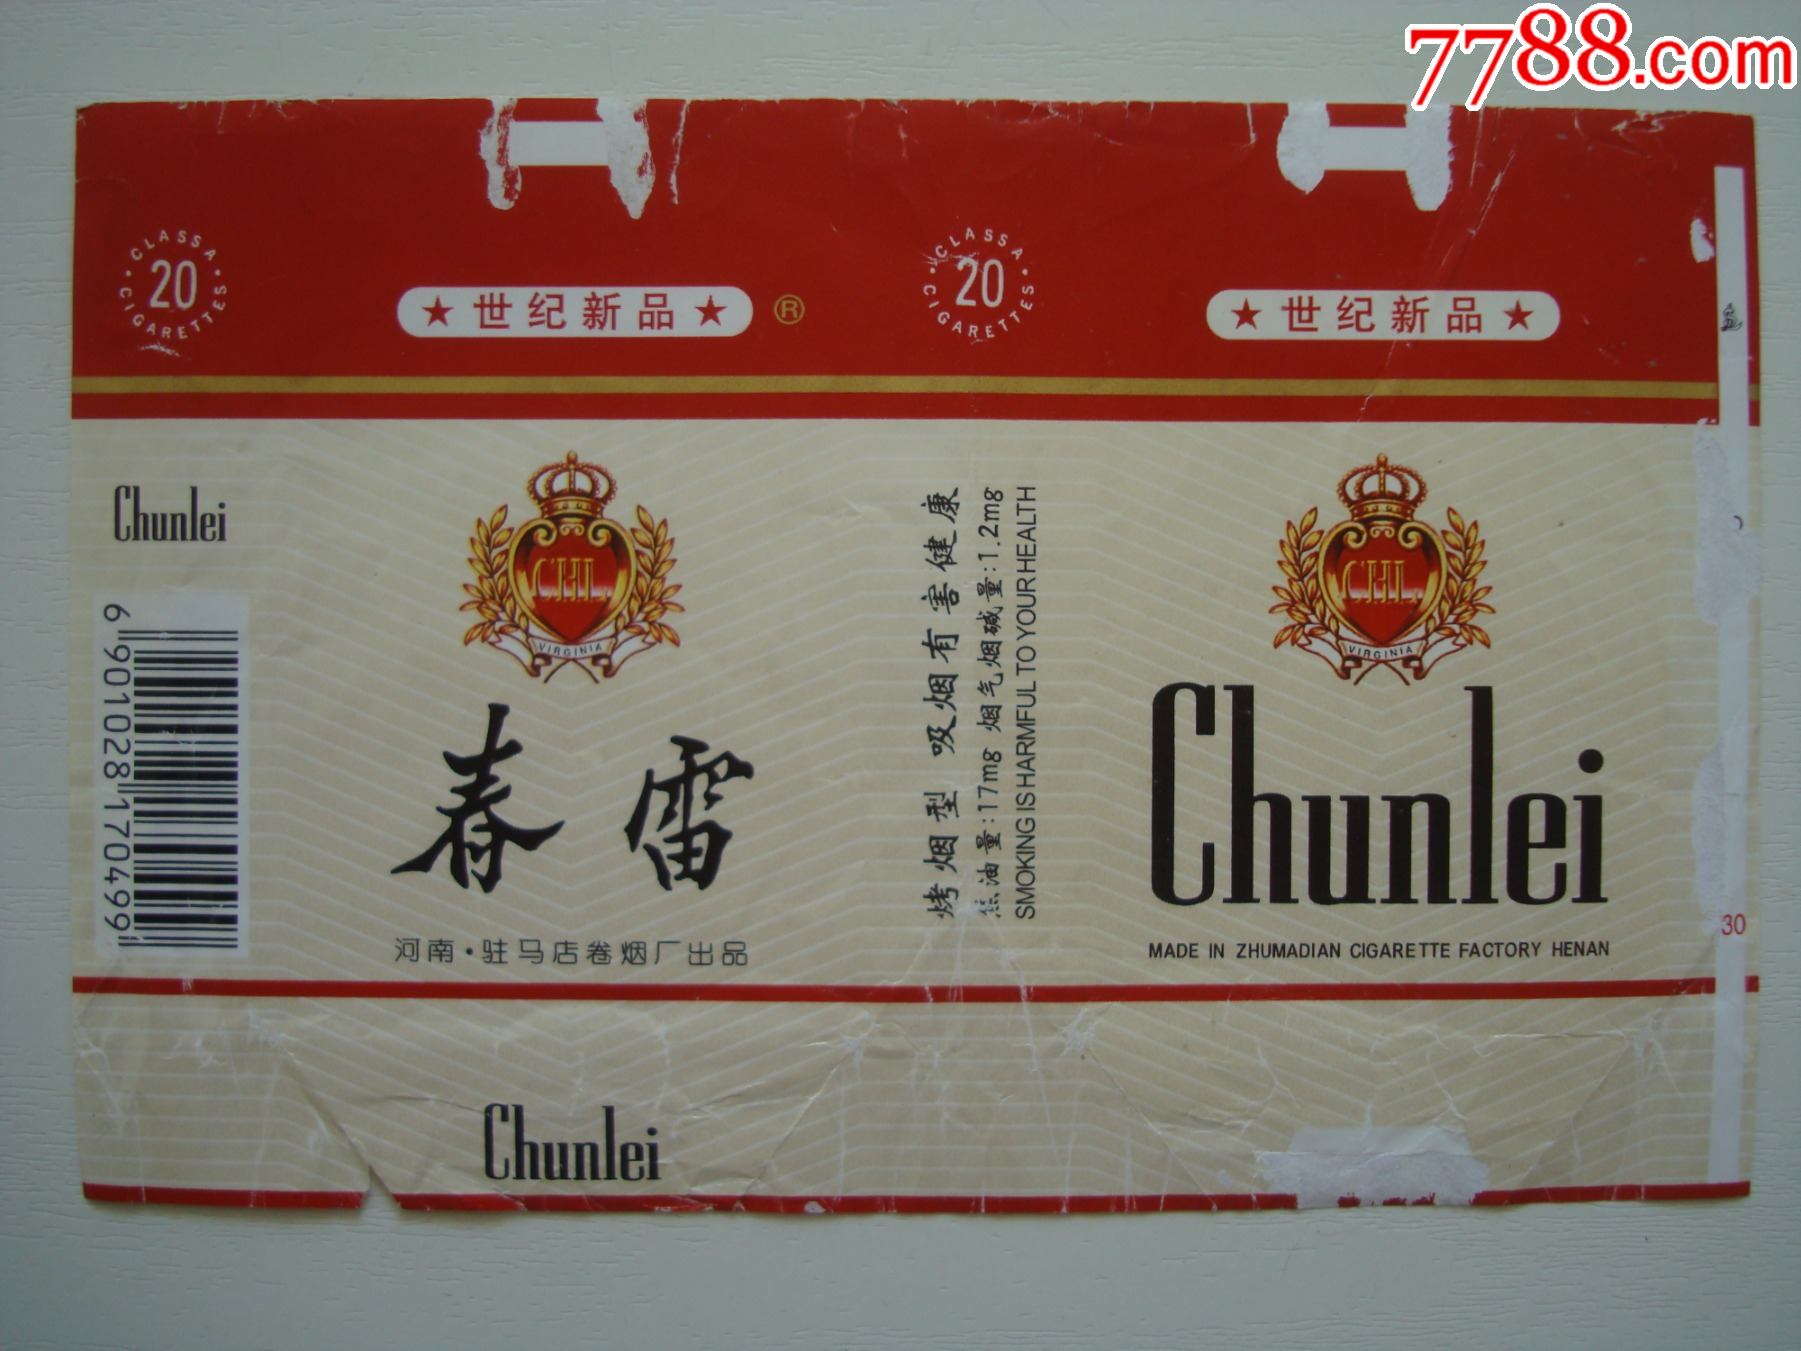 7788.com
CLASSA
20
CIGARETTES
★世纪新品★
®
CLASSA
20
CIGARETTES
★世纪新品★
Chunlei
6901028170499
CHL
VIRGINIA
春雷
河南·驻马店卷烟厂出品
烤烟型 吸烟有害健康
焦油量:17mg 烟气烟碱量:1.2mg
SMOKING IS HARMFUL TO YOUR HEALTH
CHL
VIRGINIA
Chunlei
MADE IN ZHUMADIAN CIGARETTE FACTORY HENAN
30
Chunlei